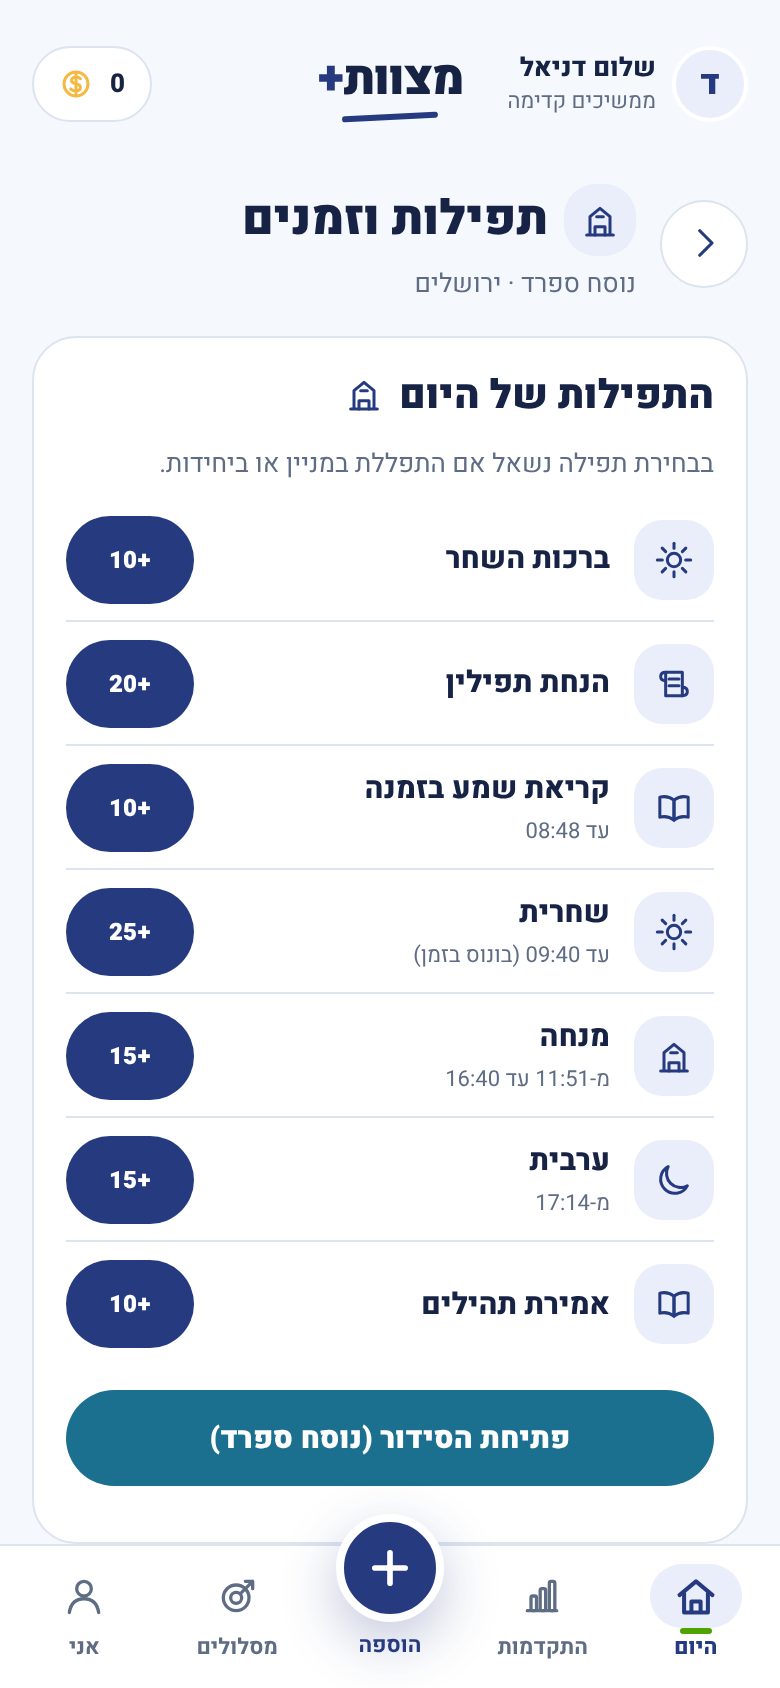 ד
שלום דניאל
ממשיכים קדימה
מצוות+
0
תפילות וזמנים
נוסח ספרד · ירושלים
התפילות של היום
בבחירת תפילה נשאל אם התפללת במניין או ביחידות.
ברכות השחר
+10
הנחת תפילין
+20
קריאת שמע בזמנה
עד 08:48
+10
שחרית
עד 09:40 (בונוס בזמן)
+25
מנחה
מ-11:51 עד 16:40
+15
ערבית
מ-17:14
+15
אמירת תהילים
+10
פתיחת הסידור (נוסח ספרד)
היום
התקדמות
הוספה
מסלולים
אני